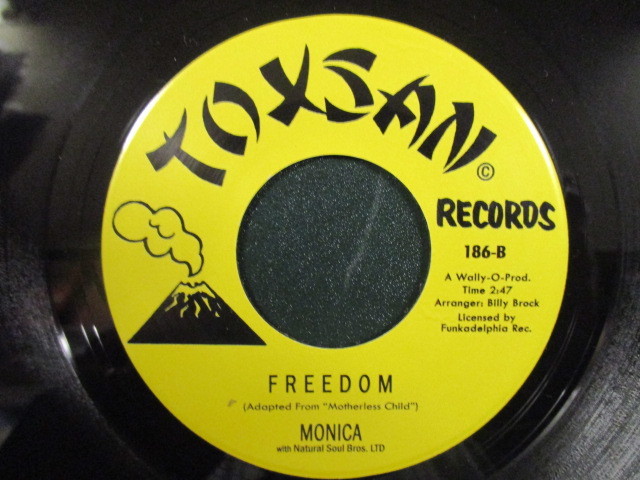 TOXSAN ©
RECORDS
186-B
A Wally-O-Prod.
Time 2:47
Arranger: Billy Brock
Licensed by
Funkadelphia Rec.
FREEDOM
(Adapted From "Motherless Child")
MONICA
with Natural Soul Bros. LTD